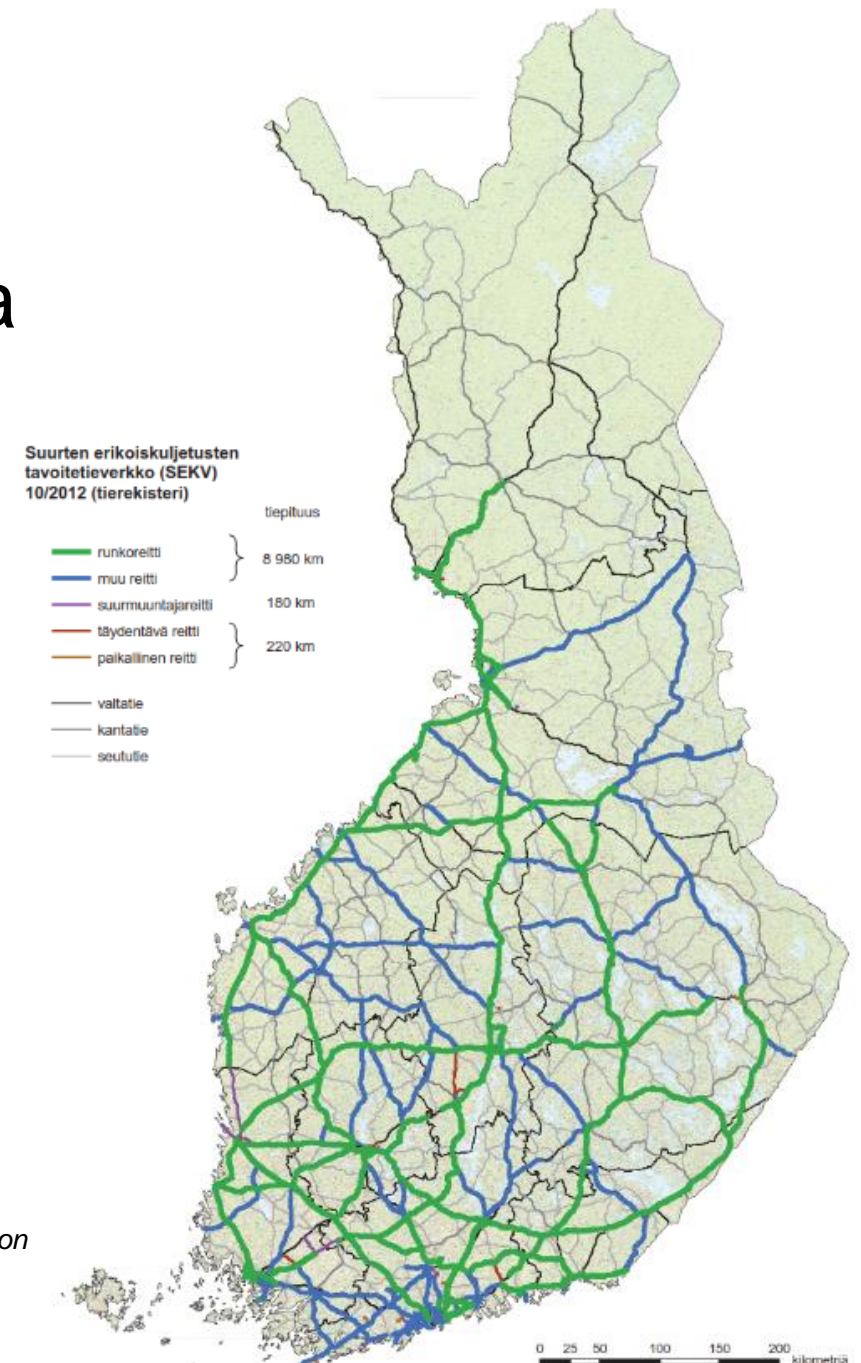 a
Suurten erikoiskuljetusten
tavoitetieverkko (SEKV)
10/2012 (tierekisteri)
tiepituus
runkoreitti
8 980 km
muu reitti
suurmuuntajareitti
180 km
täydentävä reitti
220 km
paikallinen reitti
valtatie
kantatie
seututie
on
0 25 50 100 150 200
kilometriä